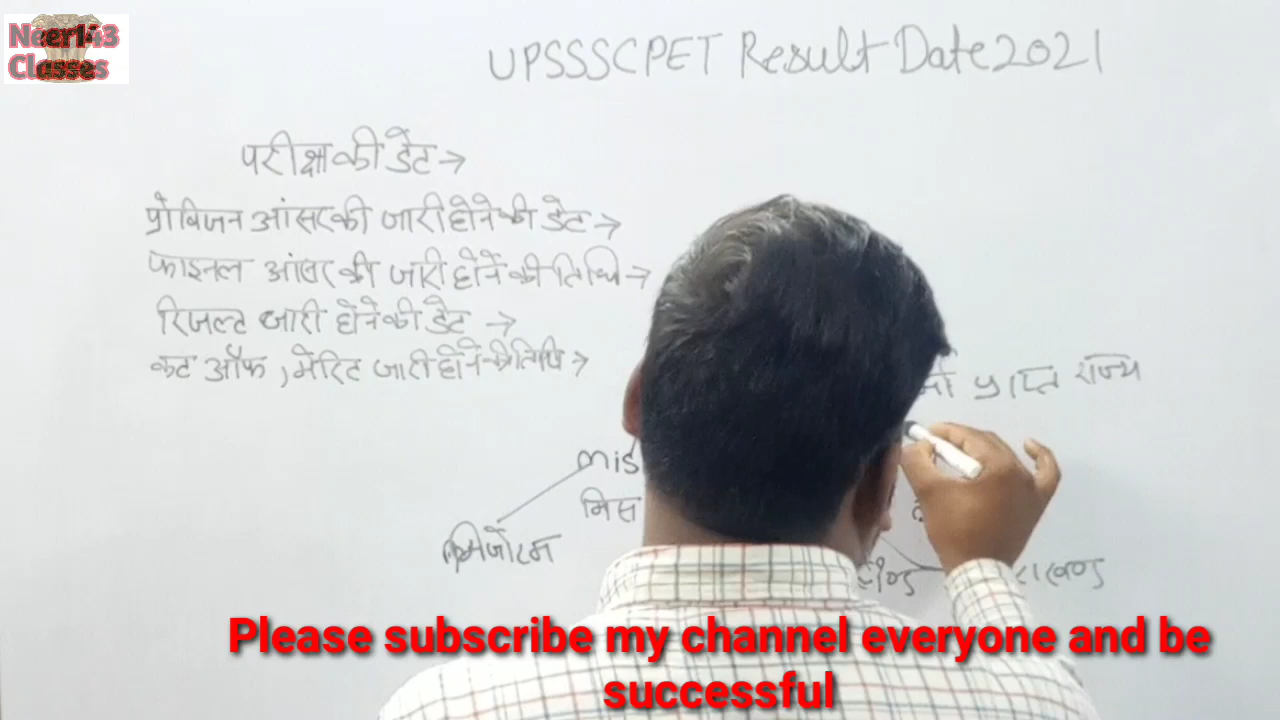 Neer143
Classes
UPSSSCPET Result Date 2021
परीक्षा की डेट →
प्रोविजन आंसर की जारी होने की डेट →
फाइनल आंसर की जारी होने की तिथि →
रिजल्ट जारी होने की डेट →
कट ऑफ , मेरिट जारी होने की तिथि →
प्राप्त राज्य
mis
मिस
मिजोरम
Please subscribe my channel everyone and be
successful